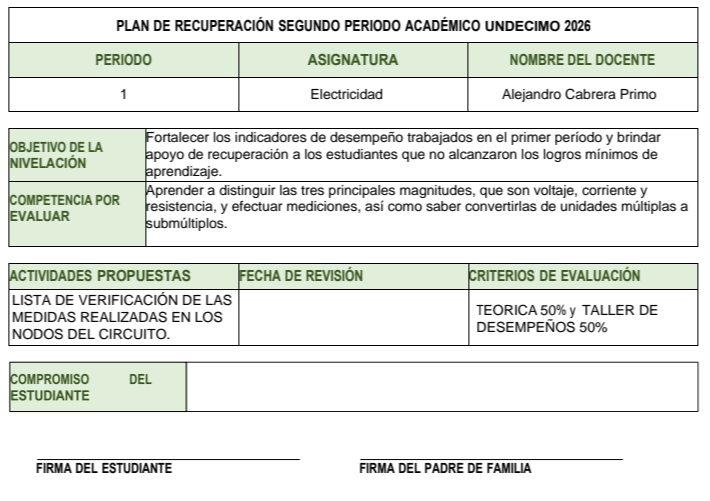 PLAN DE RECUPERACIÓN SEGUNDO PERIODO ACADÉMICO UNDECIMO 2026
PERIODO ASIGNATURA NOMBRE DEL DOCENTE
1 Electricidad Alejandro Cabrera Primo
OBJETIVO DE LA NIVELACIÓN
Fortalecer los indicadores de desempeño trabajados en el primer período y brindar
apoyo de recuperación a los estudiantes que no alcanzaron los logros mínimos de
aprendizaje.
COMPETENCIA POR EVALUAR
Aprender a distinguir las tres principales magnitudes, que son voltaje, corriente y
resistencia, y efectuar mediciones, así como saber convertirlas de unidades múltiplas a
submúltiplos.
ACTIVIDADES PROPUESTAS FECHA DE REVISIÓN CRITERIOS DE EVALUACIÓN
LISTA DE VERIFICACIÓN DE LAS
MEDIDAS REALIZADAS EN LOS
NODOS DEL CIRCUITO.
TEORICA 50% y TALLER DE
DESEMPEÑOS 50%
COMPROMISO DEL
ESTUDIANTE
FIRMA DEL ESTUDIANTE FIRMA DEL PADRE DE FAMILIA